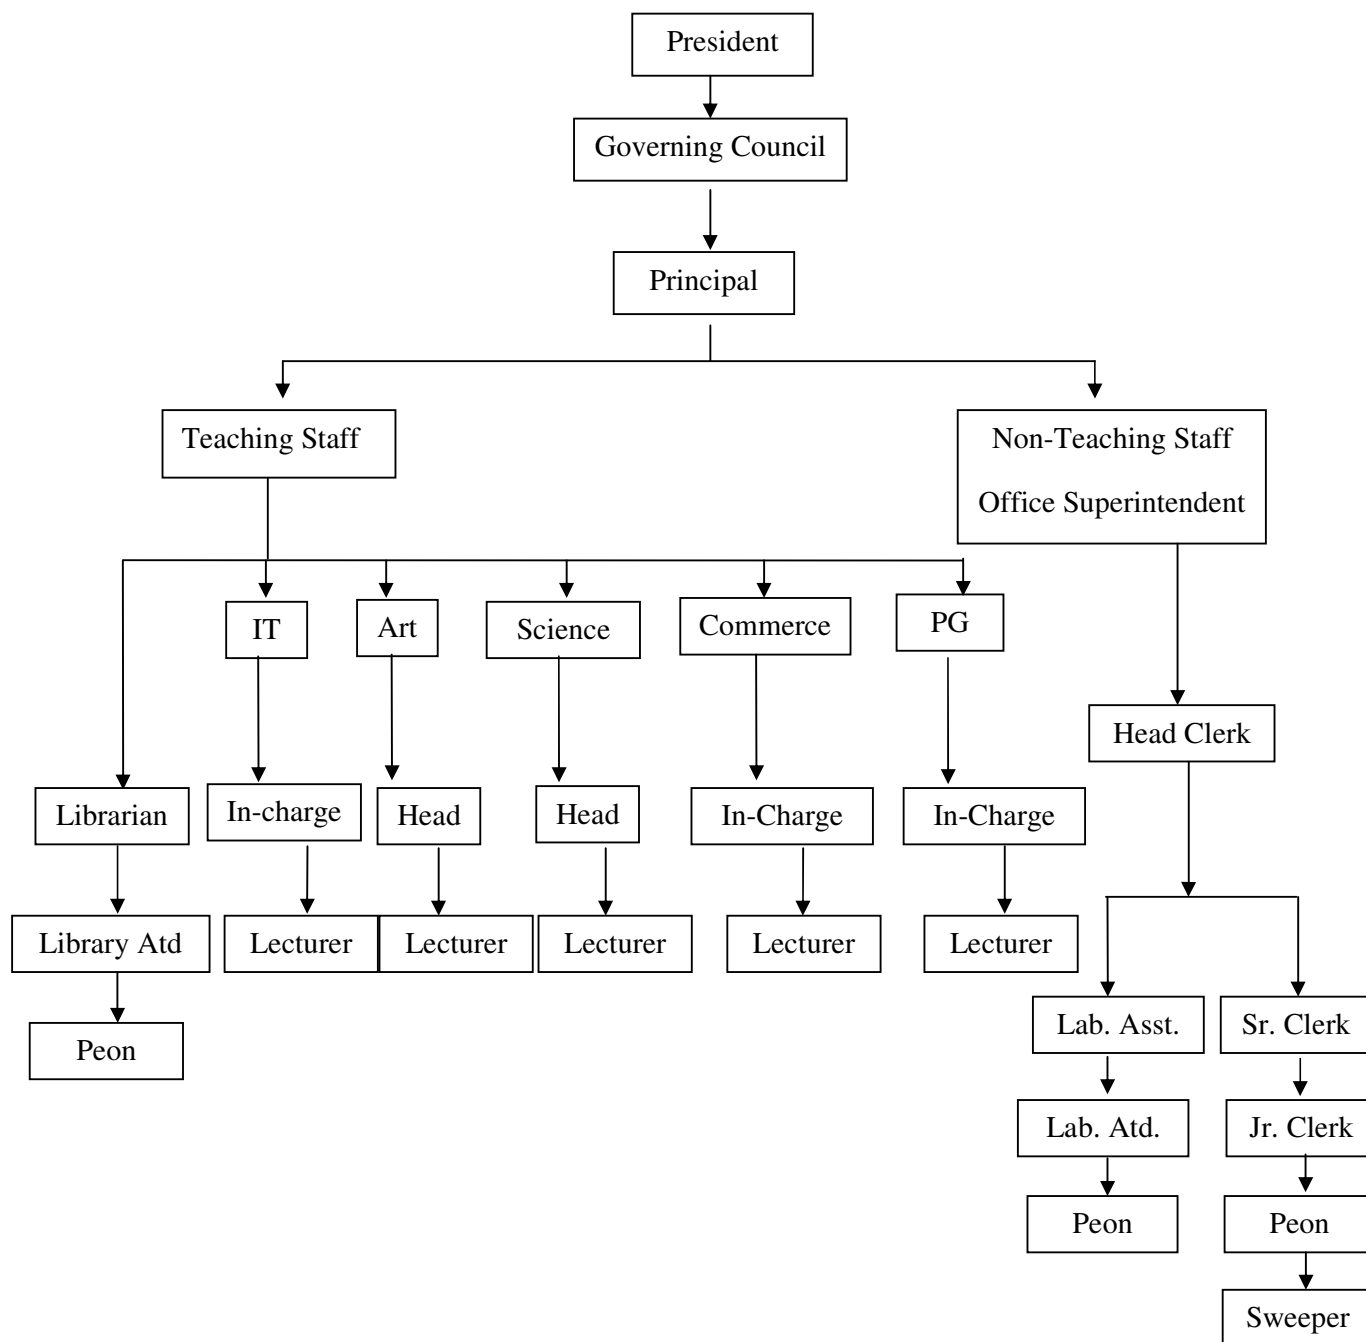 President
Governing Council
Principal
Teaching Staff
Non-Teaching Staff
Office Superintendent
IT
Art
Science
Commerce
PG
Head Clerk
Librarian
In-charge
Head
Head
In-Charge
In-Charge
Library Atd
Lecturer
Lecturer
Lecturer
Lecturer
Lecturer
Peon
Lab. Asst.
Sr. Clerk
Lab. Atd.
Jr. Clerk
Peon
Peon
Sweeper